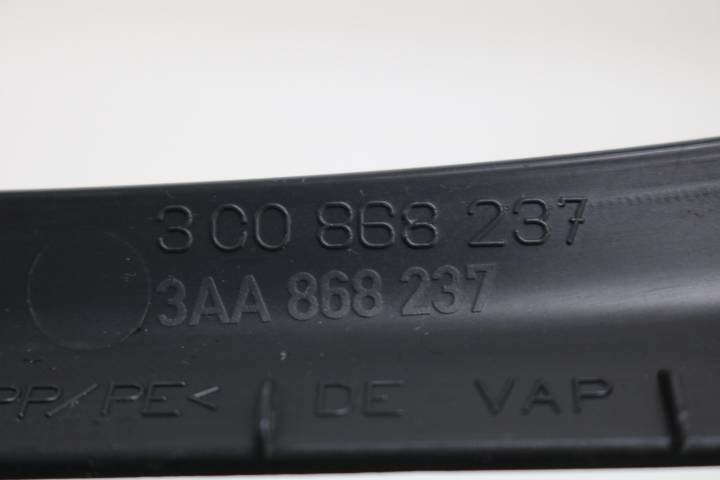 3C0 868 237
3AA 868 237
PP/PE< DE VAP